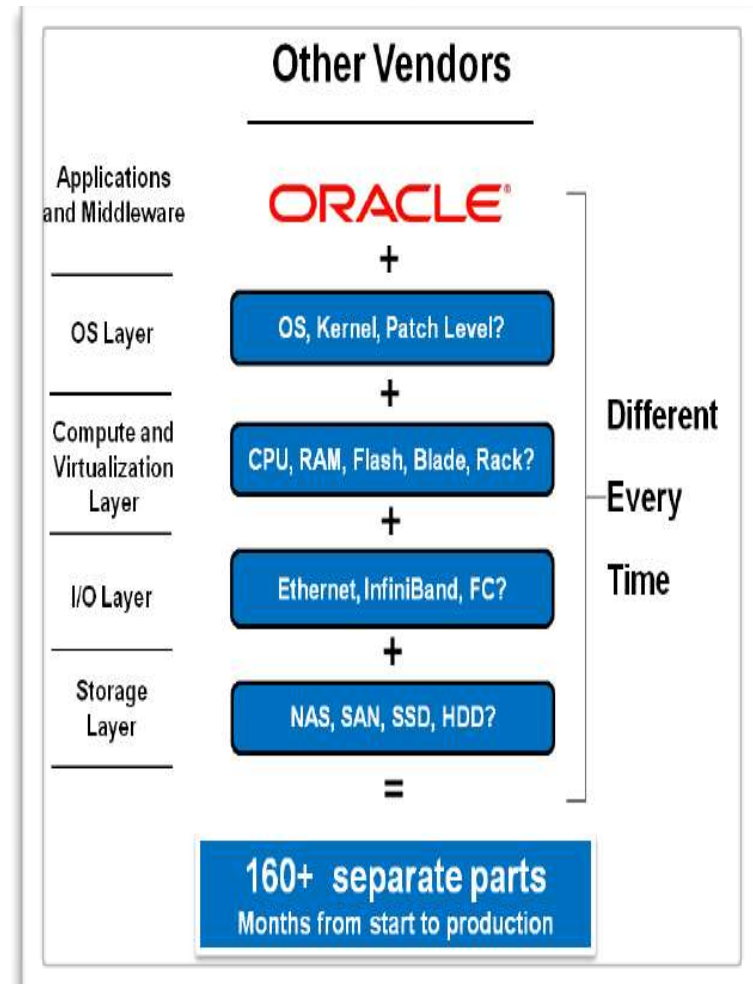 Other Vendors
Applications
and Middleware
ORACLE®
+
OS Layer
OS, Kernel, Patch Level?
+
Compute and
Virtualization
Layer
CPU, RAM, Flash, Blade, Rack?
+
I/O Layer
Ethernet, InfiniBand, FC?
+
Storage
Layer
NAS, SAN, SSD, HDD?
=
Different
Every
Time
160+ separate parts
Months from start to production